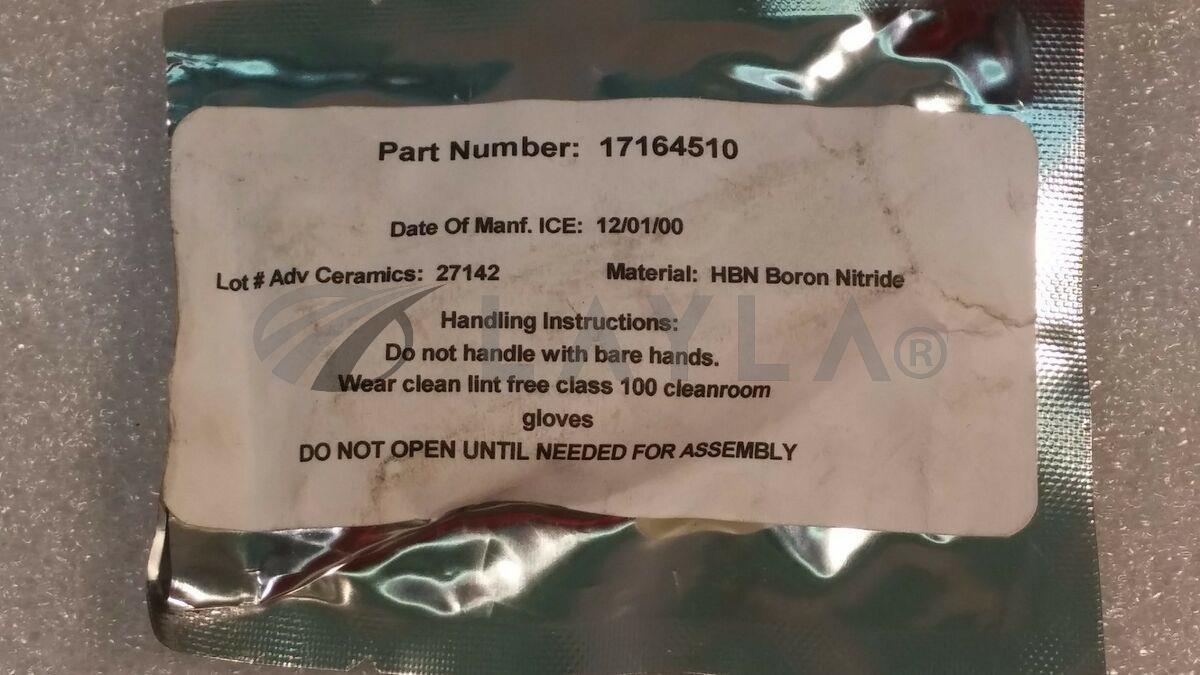 Part Number: 17164510
Date Of Manf. ICE: 12/01/00
Lot # Adv Ceramics: 27142 Material: HBN Boron Nitride
Handling Instructions:
LAYLA®
Do not handle with bare hands.
Wear clean lint free class 100 cleanroom
gloves
DO NOT OPEN UNTIL NEEDED FOR ASSEMBLY